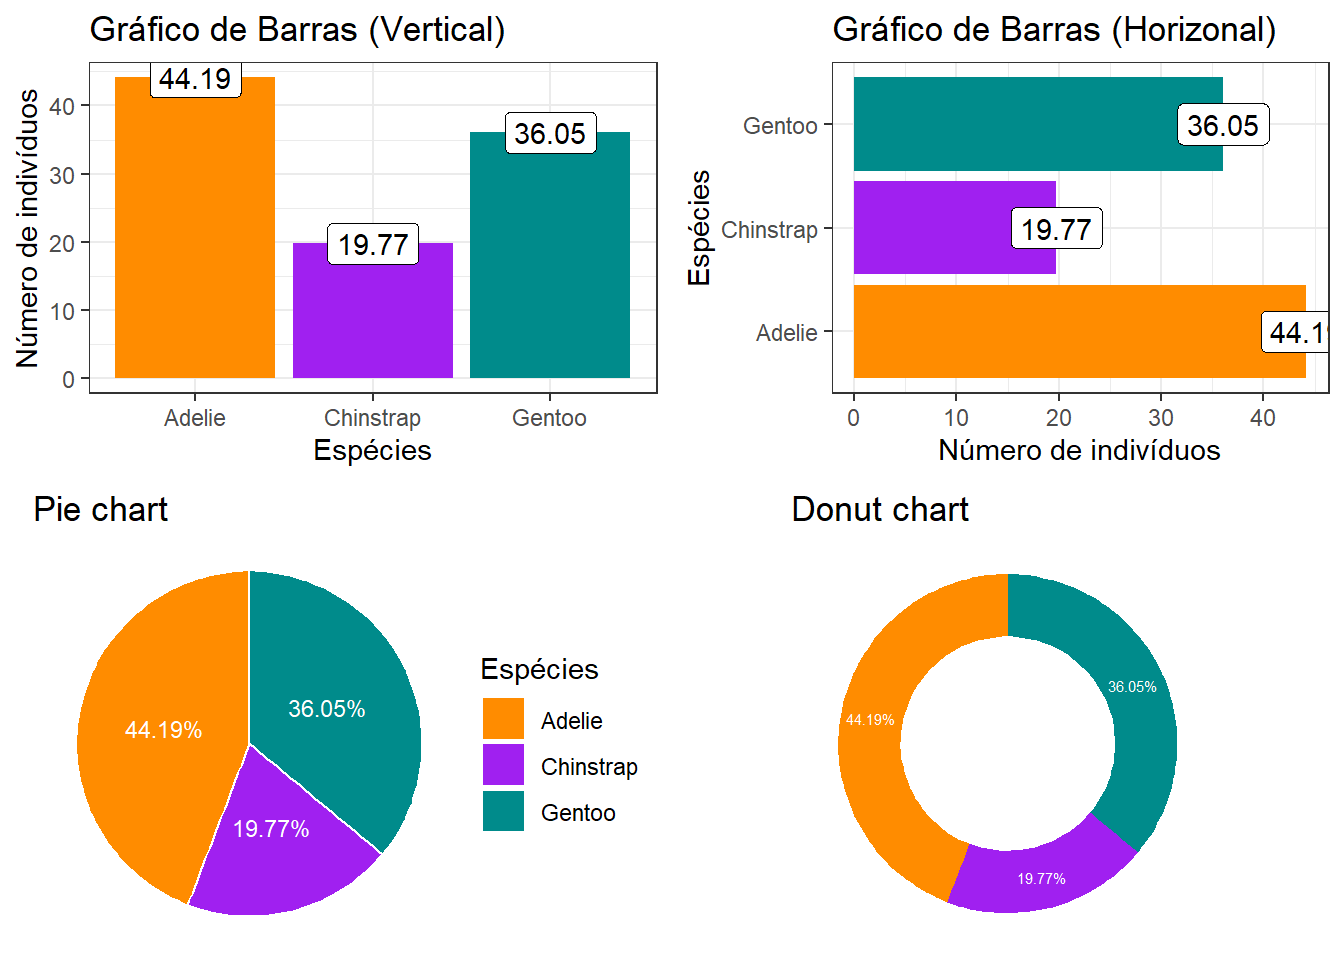 Gráfico de Barras (Vertical)
44.19
36.05
19.77
40
30
20
10
0
Número de indivíduos
Adelie
Chinstrap
Gentoo
Espécies
Gráfico de Barras (Horizonal)
Gentoo
36.05
Chinstrap
19.77
Adelie
44.19
Espécies
0
10
20
30
40
Número de indivíduos
Pie chart
36.05%
44.19%
19.77%
Espécies
Adelie
Chinstrap
Gentoo
Donut chart
36.05%
44.19%
19.77%